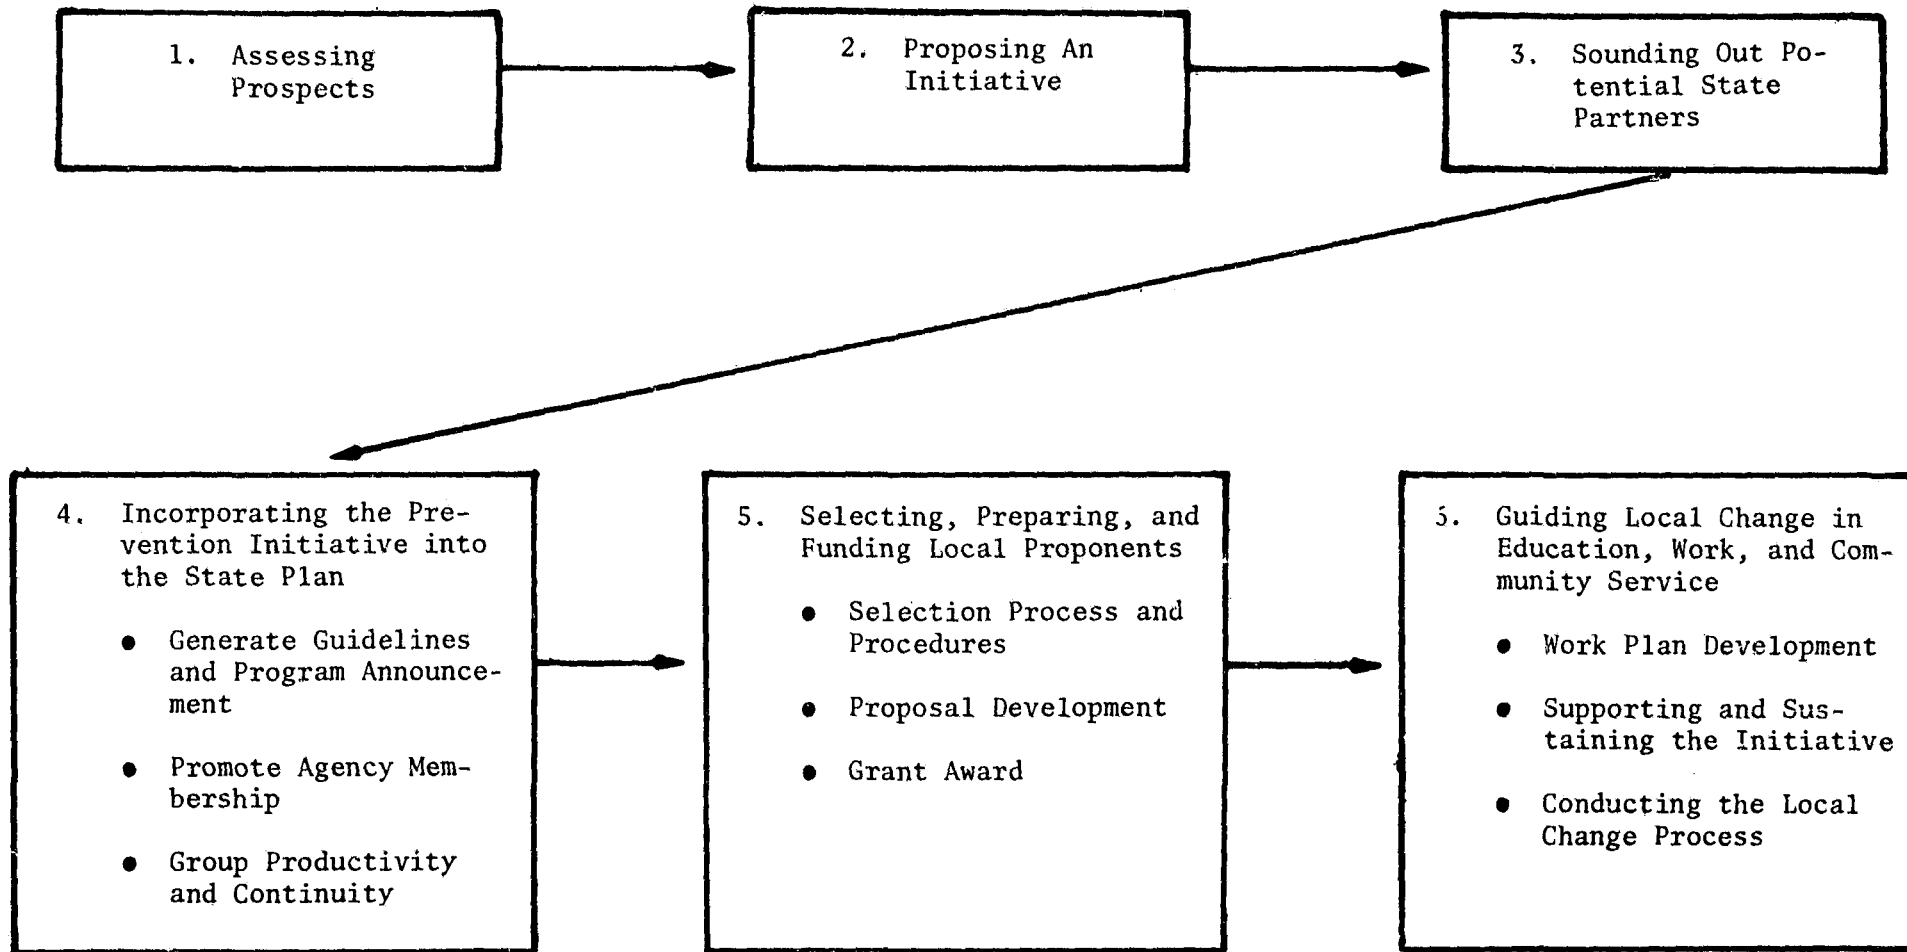 1. Assessing
Prospects
2. Proposing An
Initiative
3. Sounding Out Po-
tential State
Partners
4. Incorporating the Pre-
vention Initiative into
the State Plan
● Generate Guidelines
and Program Announce-
ment
● Promote Agency Mem-
bership
● Group Productivity
and Continuity
5. Selecting, Preparing, and
Funding Local Proponents
● Selection Process and
Procedures
● Proposal Development
● Grant Award
5. Guiding Local Change in
Education, Work, and Com-
munity Service
● Work Plan Development
● Supporting and Sus-
taining the Initiative
● Conducting the Local
Change Process